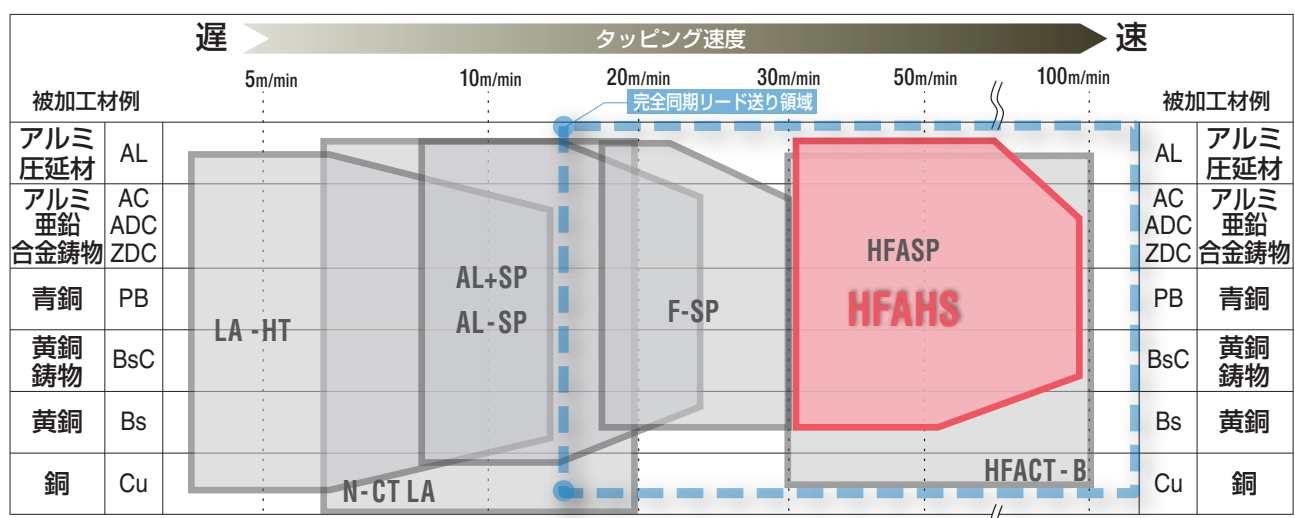 遅 タッピング速度 速
5m/min 10m/min 20m/min 30m/min 50m/min 100m/min
被加工材例 完全同期リード送り領域 被加工材例
アルミ
圧延材 AL
アルミ
亜鉛
合金鋳物 AC
ADC
ZDC
青銅 PB
黄銅
鋳物 BsC
黄銅 Bs
銅 Cu
LA-HT
N-CT LA
AL+SP
AL-SP
F-SP
HFASP
HFAHS
HFACT-B
AL アルミ
圧延材
AC
ADC
ZDC アルミ
亜鉛
合金鋳物
PB 青銅
BsC 黄銅
鋳物
Bs 黄銅
Cu 銅